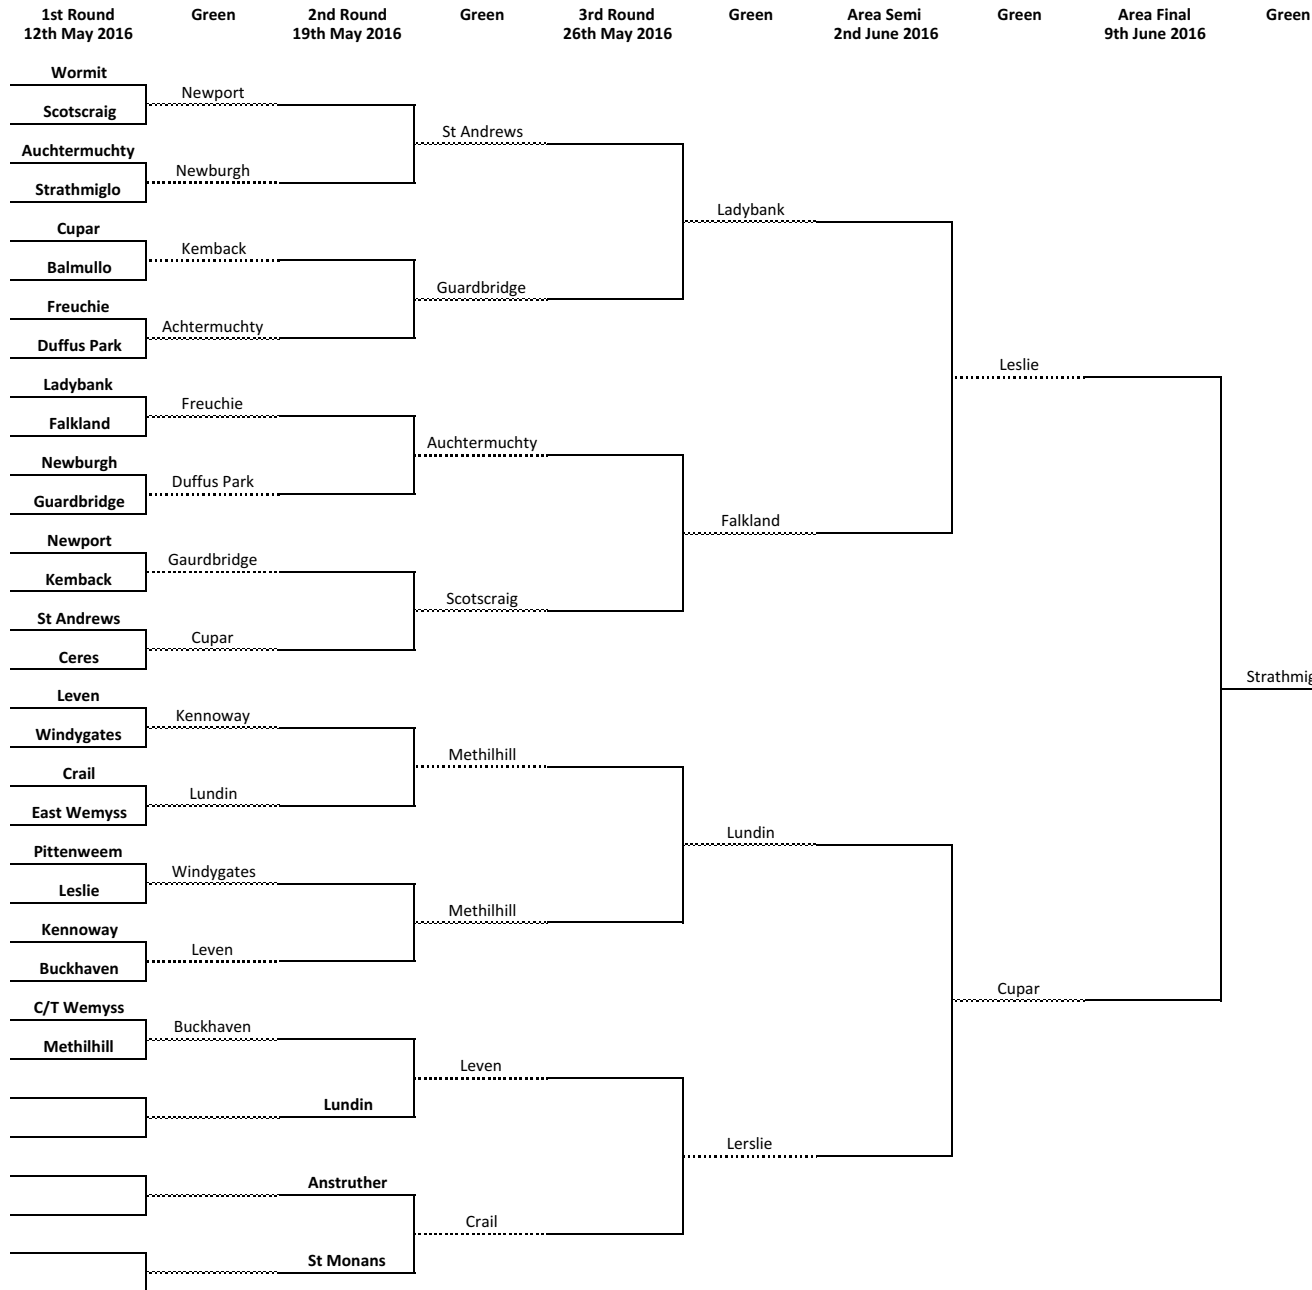 1st Round Green 2nd Round Green 3rd Round Green Area Semi Green Area Final Green
12th May 2016 19th May 2016 26th May 2016 2nd June 2016 9th June 2016
Wormit
Newport
Scotscraig
St Andrews
Auchtermuchty
Newburgh
Strathmiglo
Ladybank
Cupar
Kemback
Balmullo
Guardbridge
Freuchie
Achtermuchty
Duffus Park
Leslie
Ladybank
Freuchie
Falkland
Auchtermuchty
Newburgh
Duffus Park
Guardbridge
Falkland
Newport
Gaurdbridge
Kemback
Scotscraig
St Andrews
Cupar
Ceres
Strathmig
Leven
Kennoway
Windygates
Methilhill
Crail
Lundin
East Wemyss
Lundin
Pittenweem
Windygates
Leslie
Methilhill
Kennoway
Leven
Buckhaven
Cupar
C/T Wemyss
Buckhaven
Methilhill
Leven
Lundin
Lerslie
Anstruther
Crail
St Monans